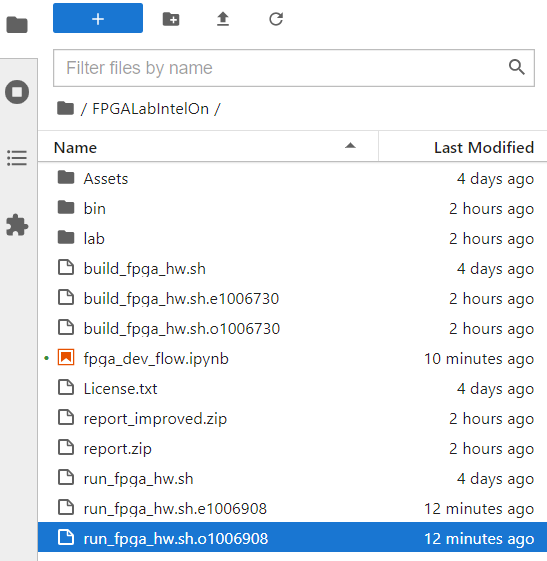 Filter files by name
/ FPGALabIntelOn /
Name Last Modified
Assets 4 days ago
bin 2 hours ago
lab 2 hours ago
build_fpga_hw.sh 4 days ago
build_fpga_hw.sh.e1006730 2 hours ago
build_fpga_hw.sh.o1006730 2 hours ago
fpga_dev_flow.ipynb 10 minutes ago
License.txt 4 days ago
report_improved.zip 2 hours ago
report.zip 2 hours ago
run_fpga_hw.sh 4 days ago
run_fpga_hw.sh.e1006908 12 minutes ago
run_fpga_hw.sh.o1006908 12 minutes ago